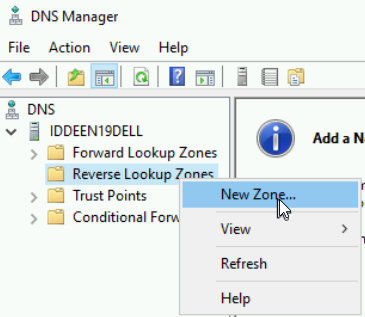 DNS Manager
File Action View Help
DNS
IDDEEN19DELL
Forward Lookup Zones
Reverse Lookup Zones
Trust Points
Conditional Forw
Add a N
New Zone...
View
Refresh
Help